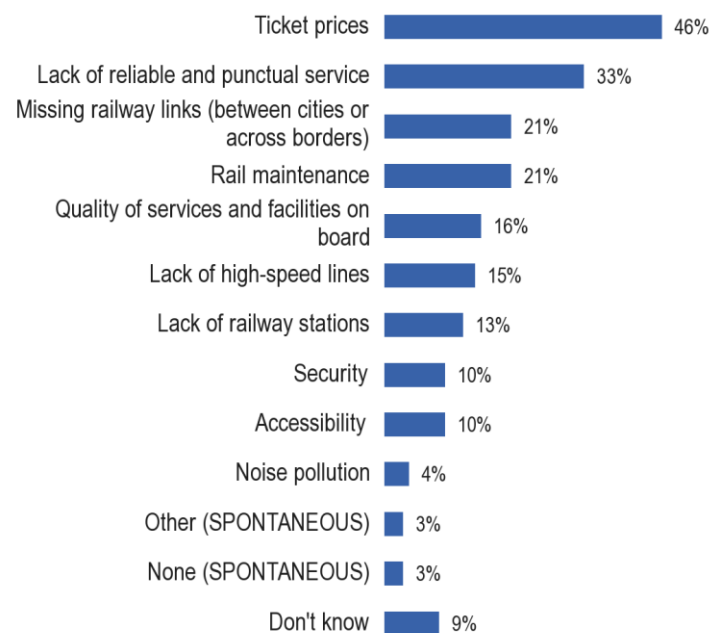 Ticket prices 46%
Lack of reliable and punctual service 33%
Missing railway links (between cities or
across borders) 21%
Rail maintenance 21%
Quality of services and facilities on
board 16%
Lack of high-speed lines 15%
Lack of railway stations 13%
Security 10%
Accessibility 10%
Noise pollution 4%
Other (SPONTANEOUS) 3%
None (SPONTANEOUS) 3%
Don't know 9%